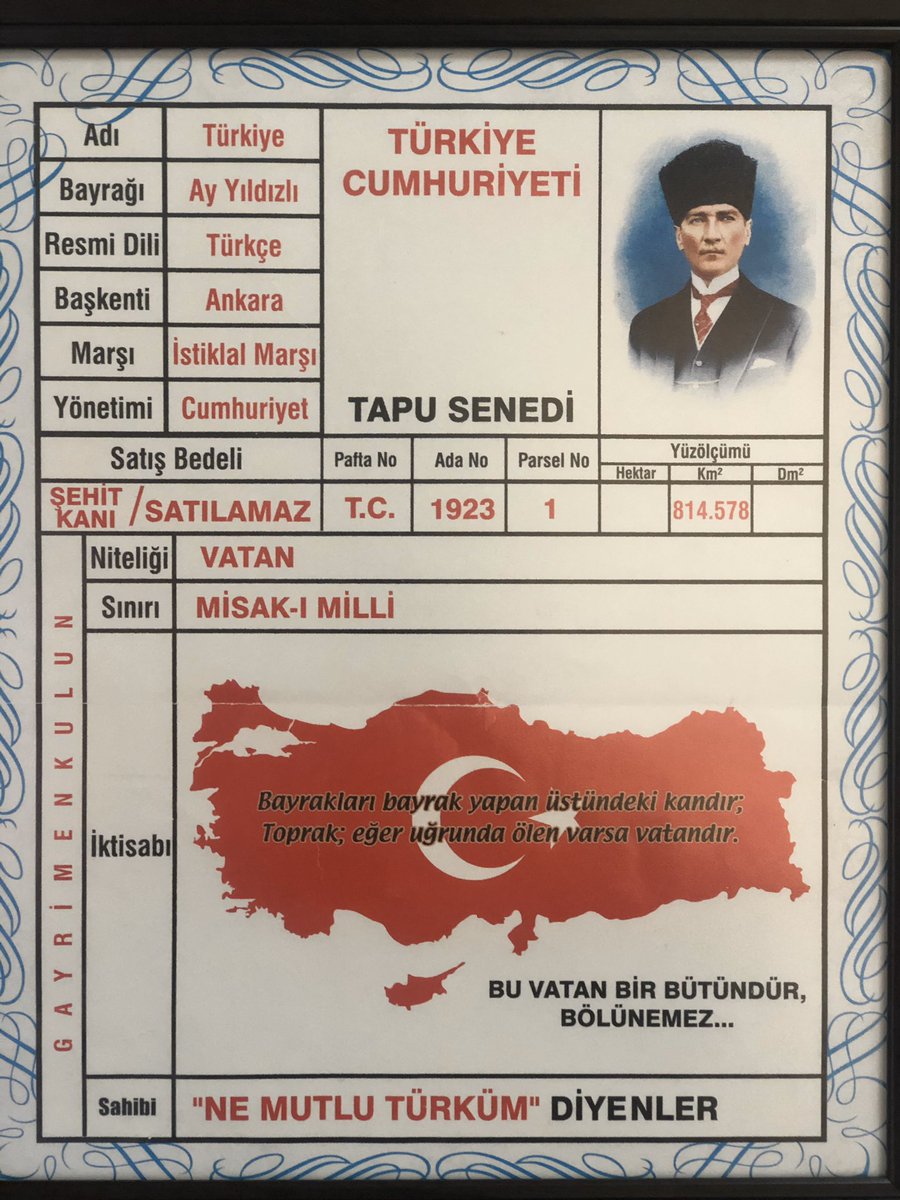 Adı Türkiye
Bayrağı Ay Yıldızlı
Resmi Dili Türkçe
Başkenti Ankara
Marşı İstiklal Marşı
Yönetimi Cumhuriyet
TÜRKİYE
CUMHURİYETİ
TAPU SENEDİ
Satış Bedeli Pafta No Ada No Parsel No Yüzölçümü
Hektar Km² Dm²
ŞEHİT
KANI /SATILAMAZ T.C. 1923 1 814.578
GAYRİMENKULUN
Niteliği VATAN
Sınırı MİSAK-I MİLLİ
İktisabı
Bayrakları bayrak yapan üstündeki kandır;
Toprak; eğer uğrunda ölen varsa vatandır.
BU VATAN BİR BÜTÜNDÜR,
BÖLÜNEMEZ...
Sahibi "NE MUTLU TÜRKÜM" DİYENLER